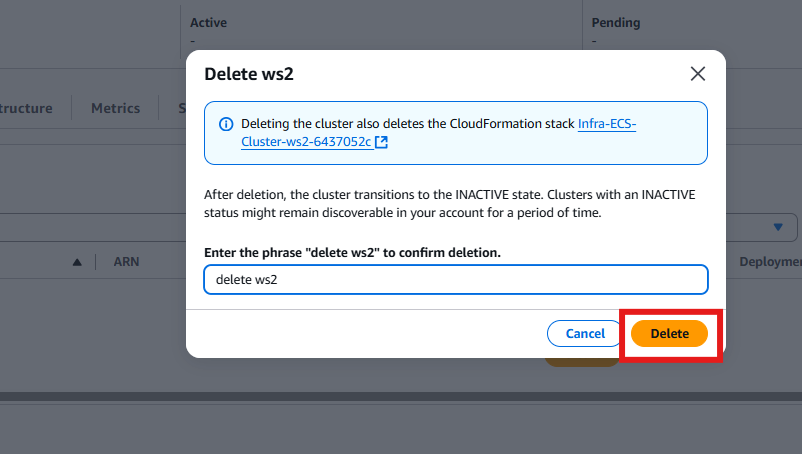 Active
-
Pending
-
Delete ws2
Deleting the cluster also deletes the CloudFormation stack Infra-ECS-
Cluster-ws2-6437052c
After deletion, the cluster transitions to the INACTIVE state. Clusters with an INACTIVE
status might remain discoverable in your account for a period of time.
Enter the phrase "delete ws2" to confirm deletion.
delete ws2
Cancel
Delete
tructure
Metrics
S
ARN
Deploymen